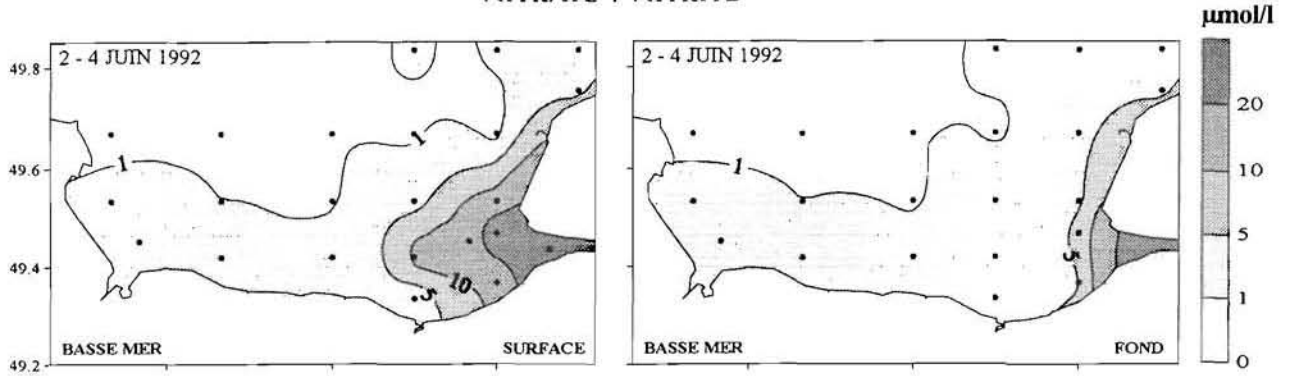 µmol/l
2 - 4 JUIN 1992
2 - 4 JUIN 1992
49.8
49.6
49.4
49.2
1
1
5
10
BASSE MER
SURFACE
1
5
BASSE MER
FOND
20
10
5
1
0